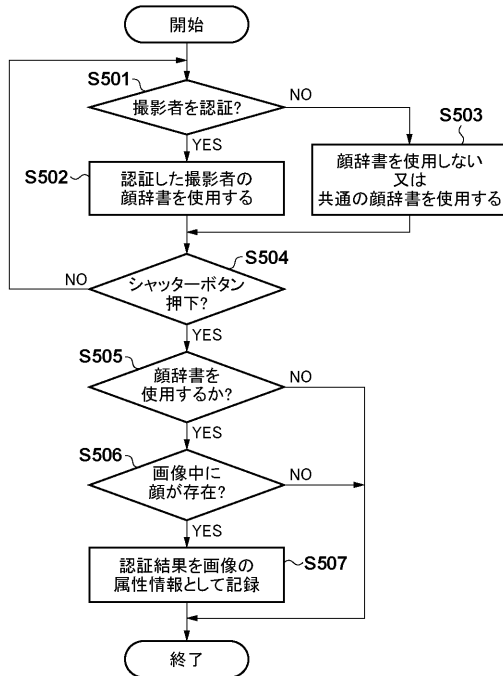 開始
S501
撮影者を認証?
NO
YES
S503
顔辞書を使用しない
又は
共通の顔辞書を使用する
S502
認証した撮影者の
顔辞書を使用する
S504
シャッターボタン
押下?
NO
YES
S505
顔辞書を
使用するか?
NO
YES
S506
画像中に
顔が存在?
NO
YES
S507
認証結果を画像の
属性情報として記録
終了